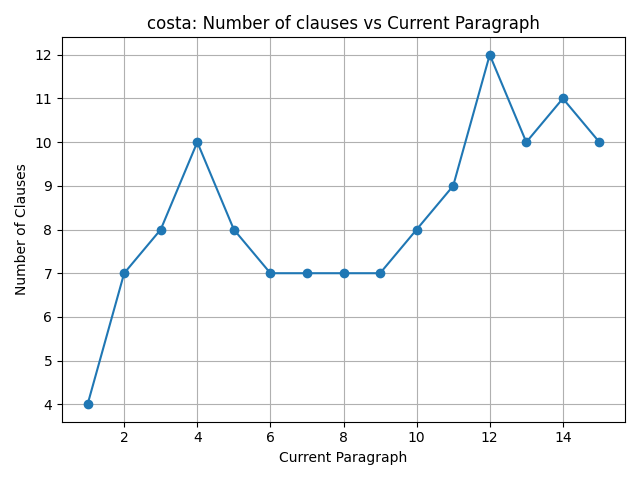 costa: Number of clauses vs Current Paragraph
12
11
10
9
8
7
6
5
4
Number of Clauses
2 4 6 8 10 12 14
Current Paragraph